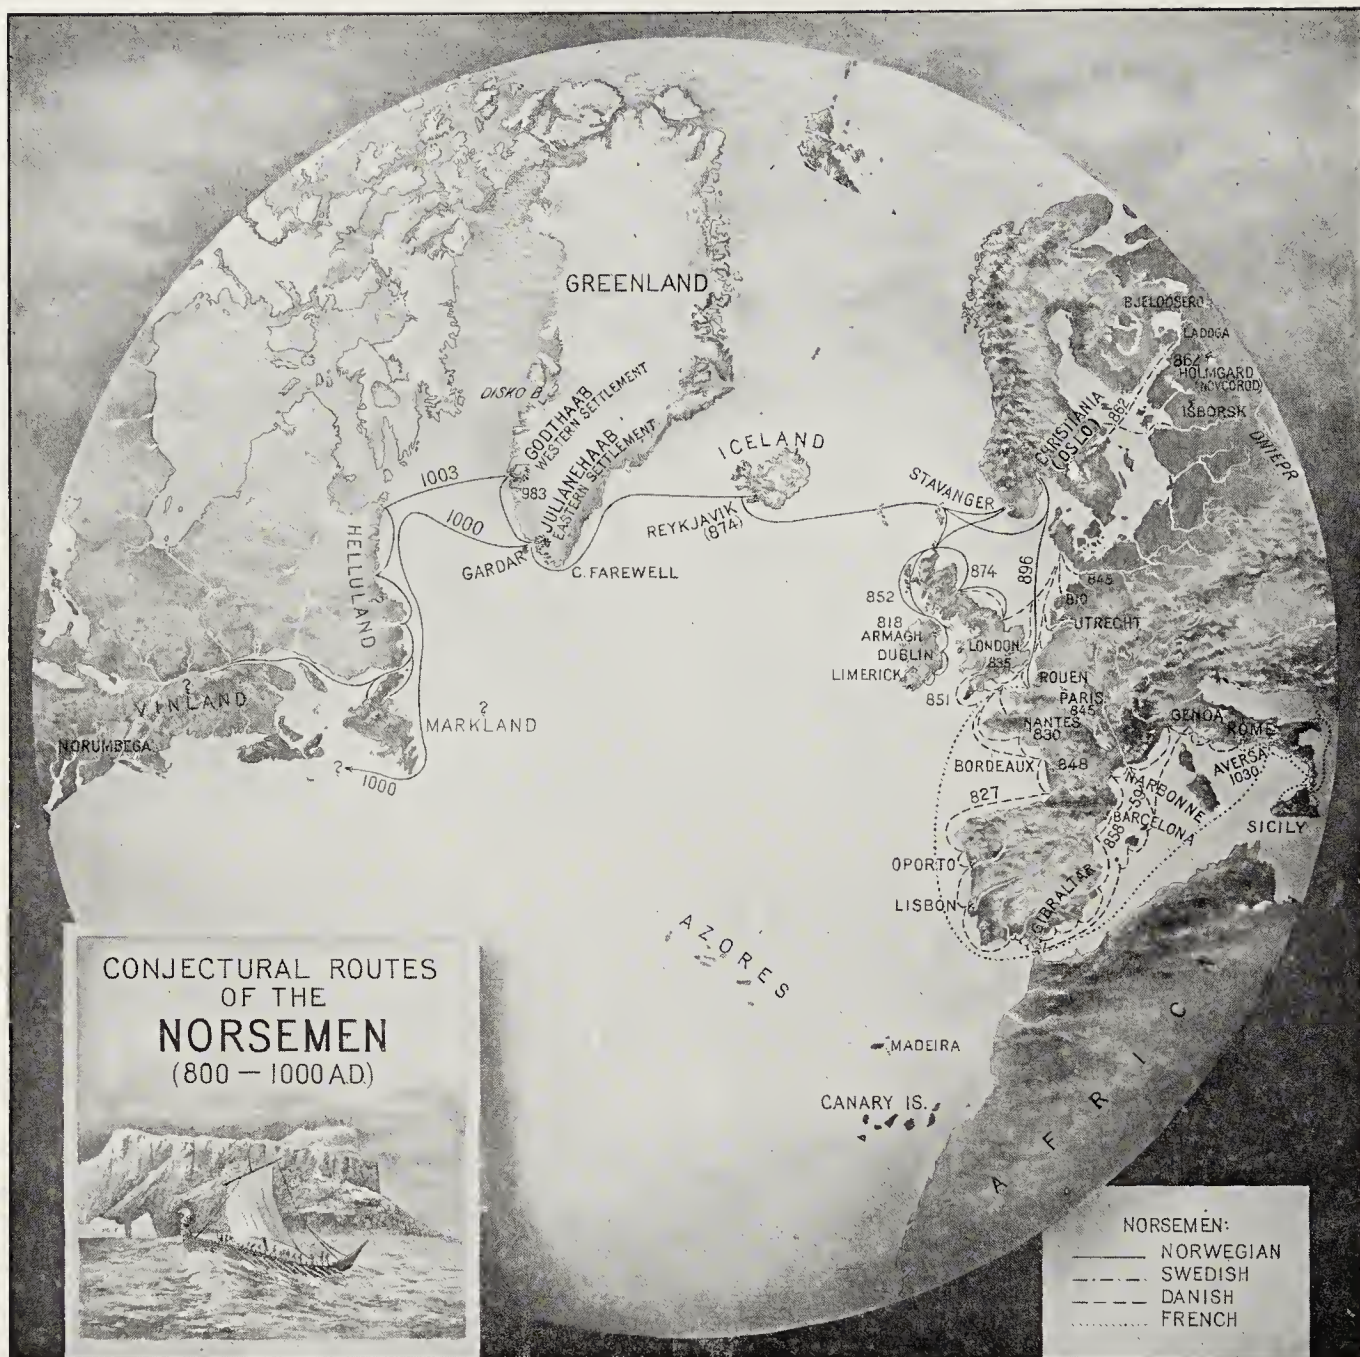 GREENLAND
BJELOOSERO
LADOGA
862
HOLMGARD
(NOVGOROD)
ISBORSK
862
DNIEPR
CHRISTIANIA
(OSLO)
DISKO B.
GODTHAAB
WESTERN SETTLEMENT
JULIANEHAAB
EASTERN SETTLEMENT
ICELAND
STAVANGER
1003
983
1000
REYKJAVIK
(874)
GARDAR
C. FAREWELL
HELLULAND
?
874
896
845
852
810
818
ARMAGH
DUBLIN
LIMERICK
LONDON
835
UTRECHT
851
ROUEN
PARIS
845
NANTES
830
GENOA
ROME
AVERSA
1030
?
VINLAND
?
MARKLAND
NORUMBEGA
?
1000
BORDEAUX
848
827
NARBONNE
859
BARCELONA
858
SICILY
OPORTO
LISBON
GIBRALTAR
AZORES
MADEIRA
CANARY IS.
AFRIC
CONJECTURAL ROUTES
OF THE
NORSEMEN
(800 — 1000 A.D.)
NORSEMEN:
NORWEGIAN
SWEDISH
DANISH
FRENCH